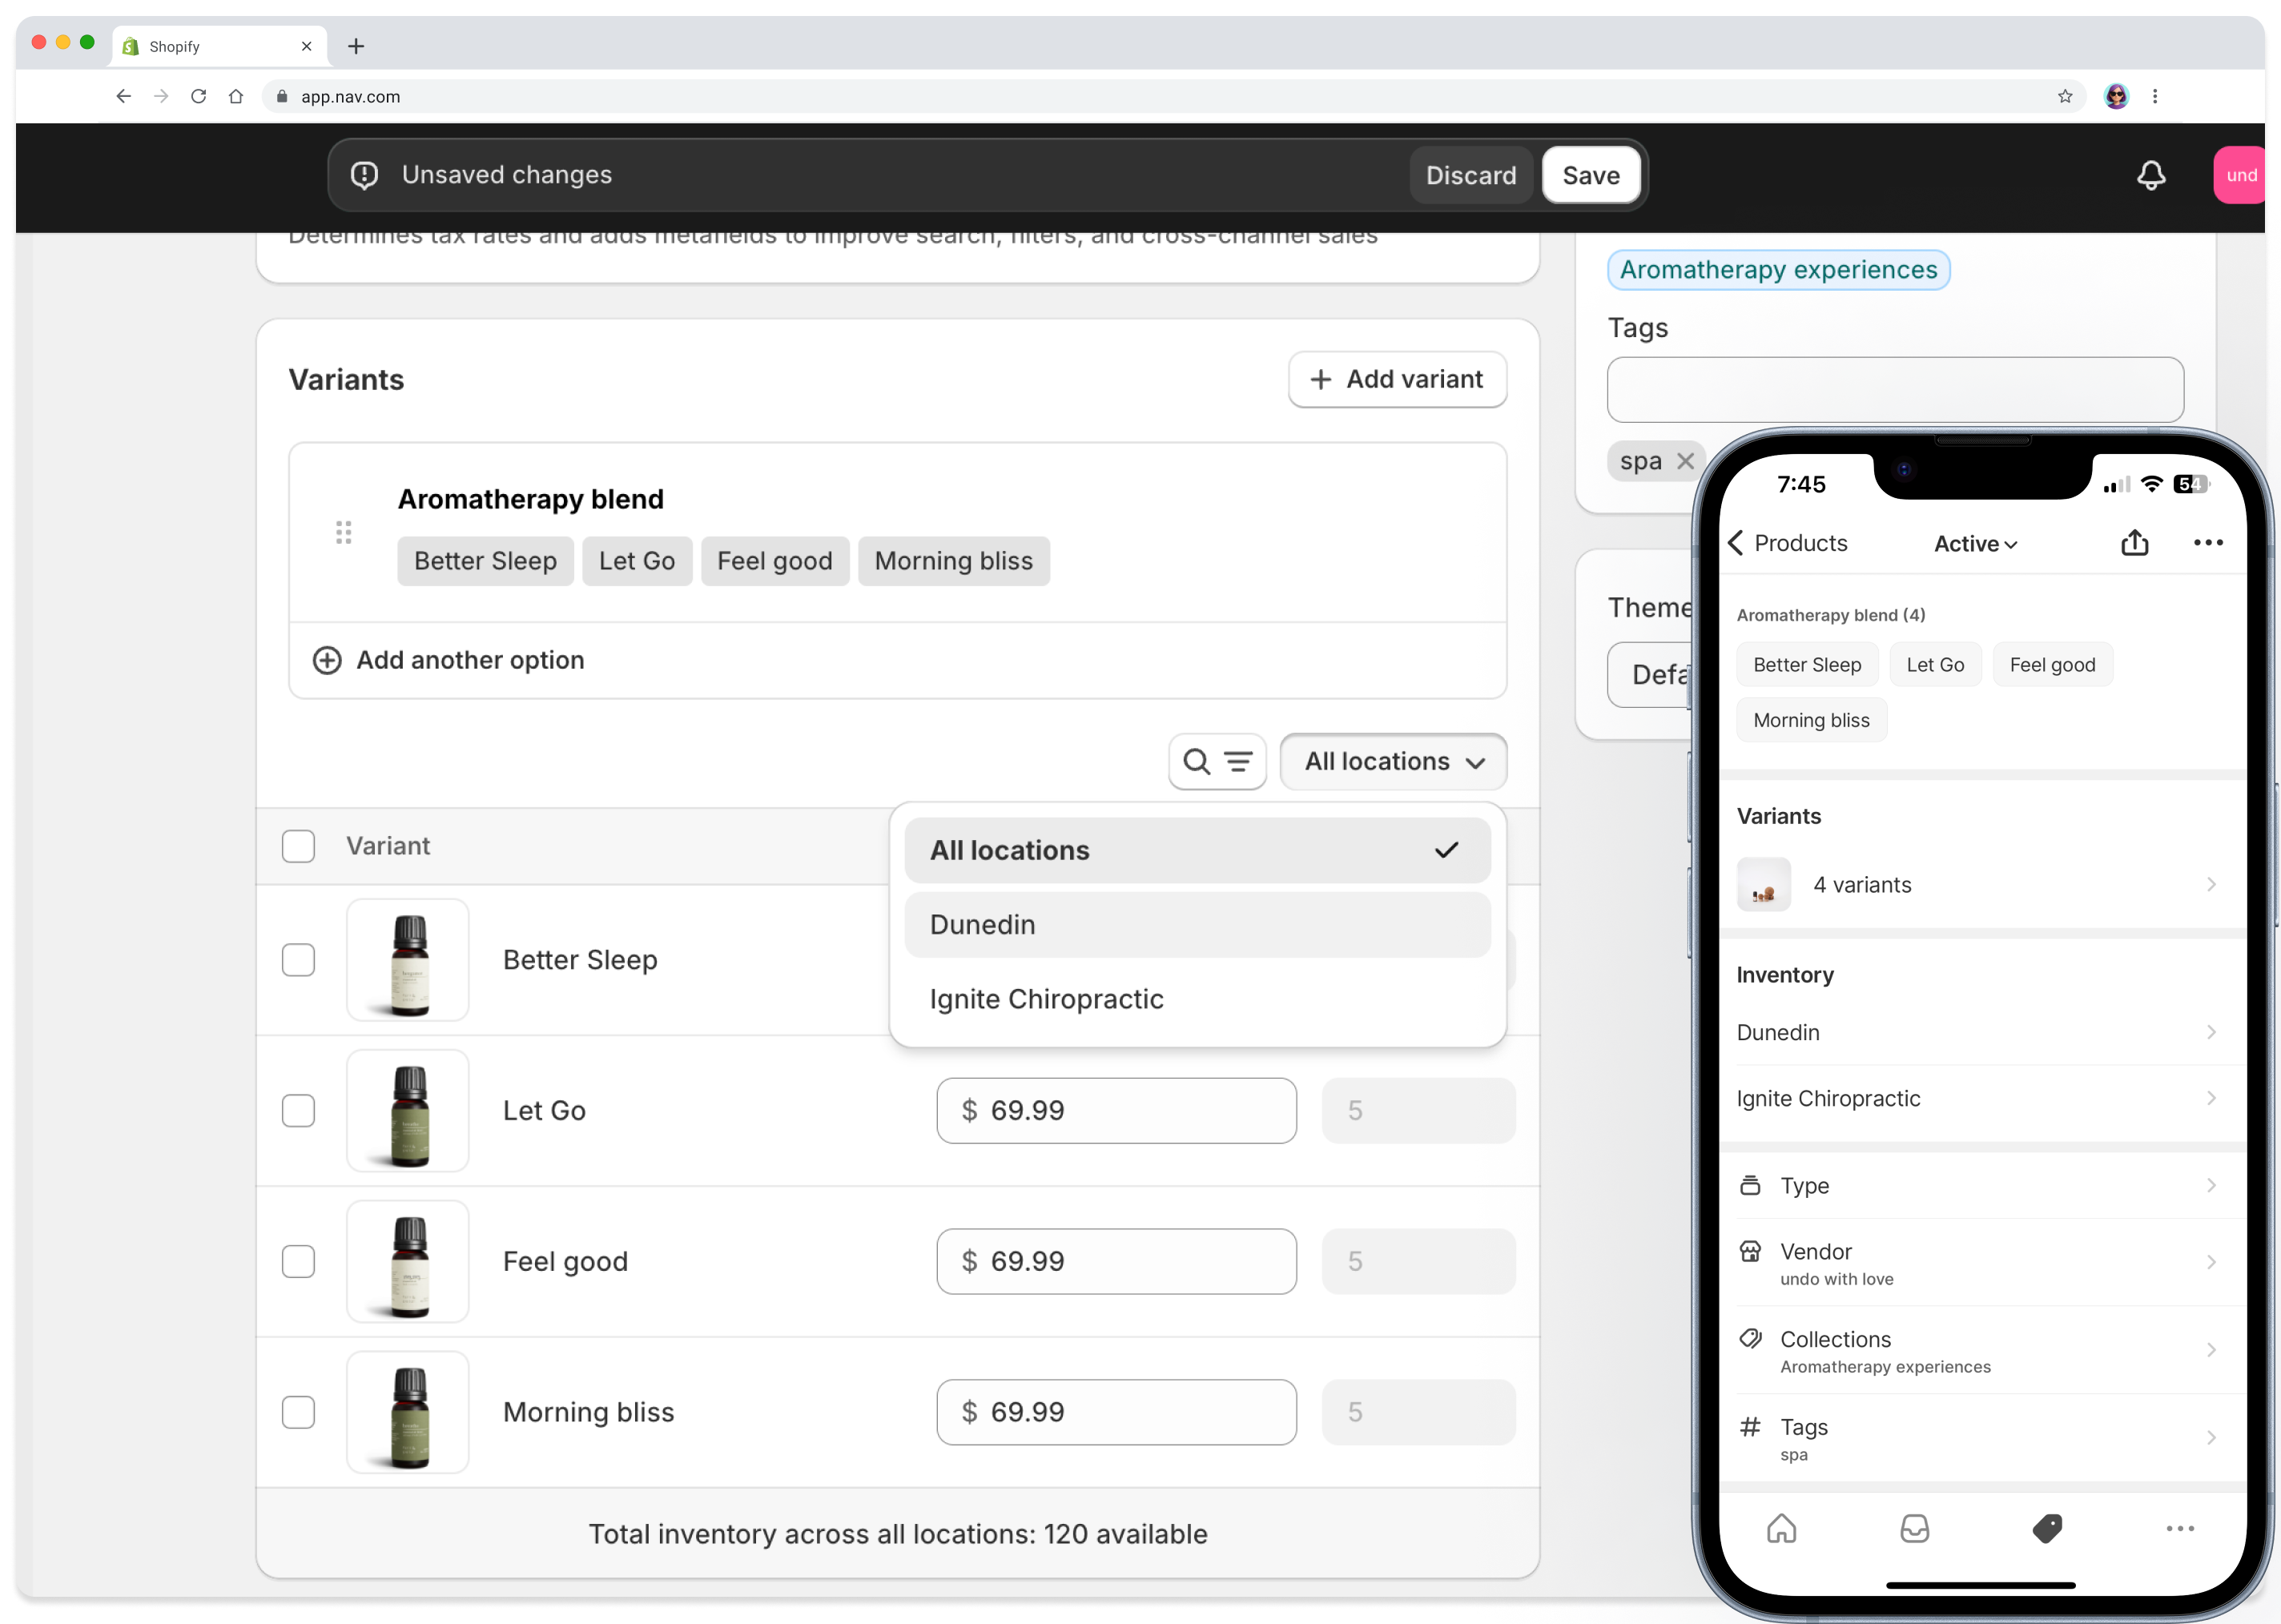 Shopify
app.nav.com
Unsaved changes
Discard
Save
und
Determines tax rates and adds metafields to improve search, filters, and cross-channel sales
Aromatherapy experiences
Tags
spa
Theme
Defa
Variants
Add variant
Aromatherapy blend
Better Sleep
Let Go
Feel good
Morning bliss
Add another option
All locations
Variant
All locations
Dunedin
Ignite Chiropractic
Better Sleep
Let Go
$ 69.99
5
Feel good
$ 69.99
5
Morning bliss
$ 69.99
5
Total inventory across all locations: 120 available
7:45
54
Products
Active
Aromatherapy blend (4)
Better Sleep
Let Go
Feel good
Morning bliss
Variants
4 variants
Inventory
Dunedin
Ignite Chiropractic
Type
Vendor
undo with love
Collections
Aromatherapy experiences
Tags
spa